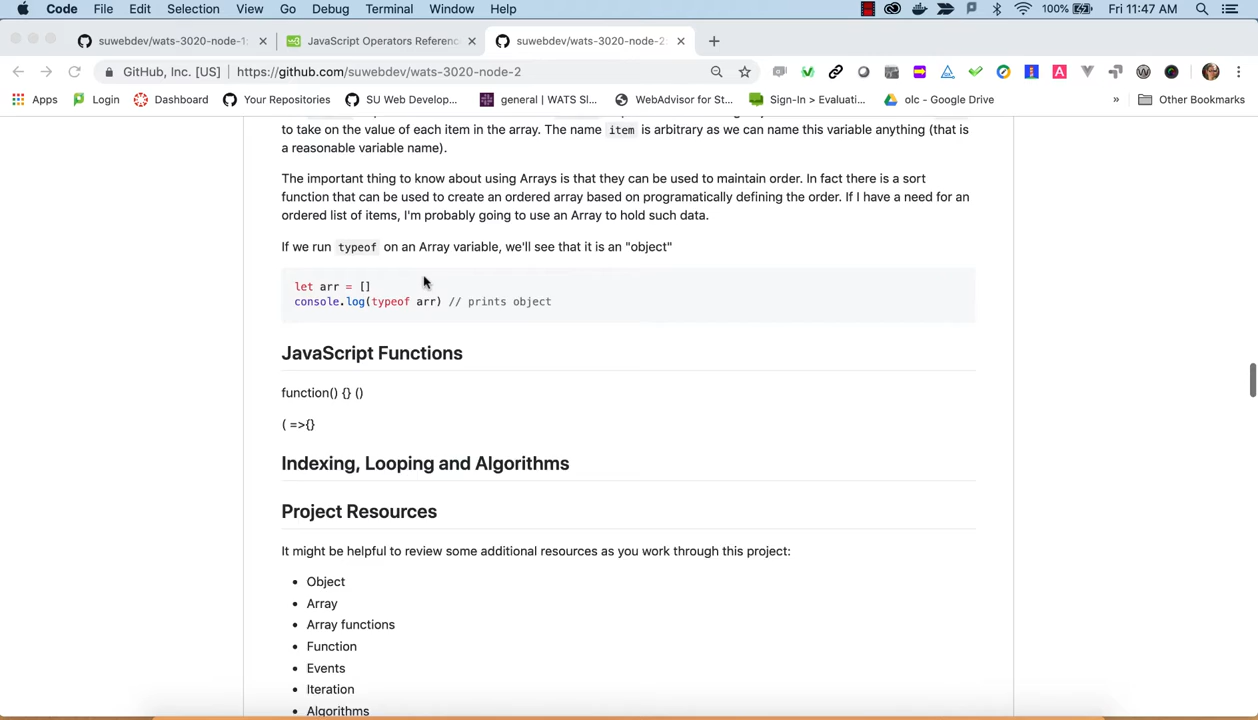 Code File Edit Selection View Go Debug Terminal Window Help 100% Fri 11:47 AM
suwebdev/wats-3020-node-1: JavaScript Operators Referenc suwebdev/wats-3020-node-2:
GitHub, Inc. [US] https://github.com/suwebdev/wats-3020-node-2
Apps Login Dashboard Your Repositories SU Web Develop... general | WATS Sl... WebAdvisor for St... Sign-In > Evaluati... olc - Google Drive » Other Bookmarks
to take on the value of each item in the array. The name item is arbitrary as we can name this variable anything (that is
a reasonable variable name).
The important thing to know about using Arrays is that they can be used to maintain order. In fact there is a sort
function that can be used to create an ordered array based on programatically defining the order. If I have a need for an
ordered list of items, I'm probably going to use an Array to hold such data.
If we run typeof on an Array variable, we'll see that it is an "object"
let arr = []
console.log(typeof arr) // prints object
JavaScript Functions
function() {} ()
( =>{}
Indexing, Looping and Algorithms
Project Resources
It might be helpful to review some additional resources as you work through this project:
• Object
• Array
• Array functions
• Function
• Events
• Iteration
• Algorithms